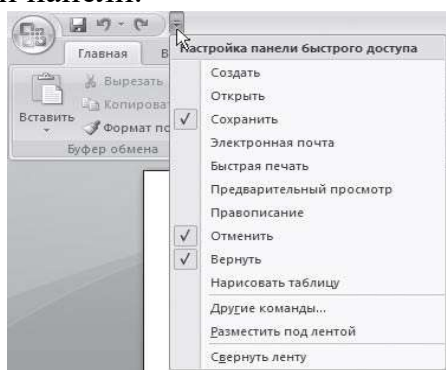 и панели.
Главная В
Настройка панели быстрого доступа
Вырезать
Копироват
Вставить
Формат по
Буфер обмена
Создать
Открыть
Сохранить
Электронная почта
Быстрая печать
Предварительный просмотр
Правописание
Отменить
Вернуть
Нарисовать таблицу
Другие команды...
Разместить под лентой
Свернуть ленту